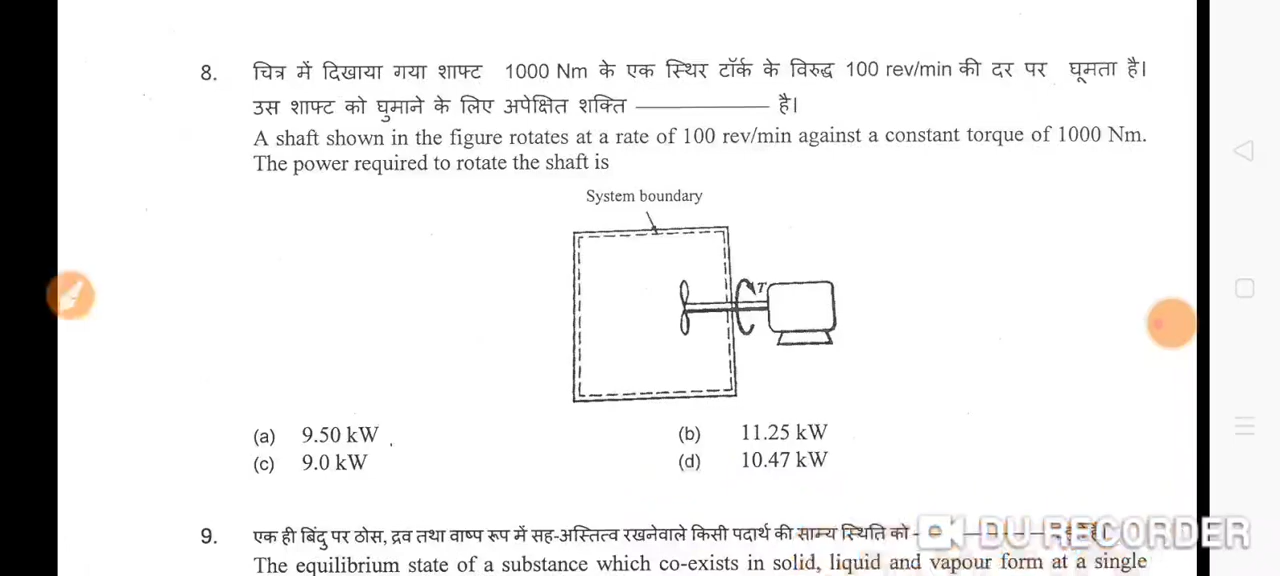 8. चित्र में दिखाया गया शाफ्ट 1000 Nm के एक स्थिर टॉर्क के विरुद्ध 100 rev/min की दर पर घूमता है।
उस शाफ्ट को घुमाने के लिए अपेक्षित शक्ति ————— है।
A shaft shown in the figure rotates at a rate of 100 rev/min against a constant torque of 1000 Nm.
The power required to rotate the shaft is
System boundary
T
(a) 9.50 kW (b) 11.25 kW
(c) 9.0 kW (d) 10.47 kW
9. एक ही बिंदु पर ठोस, द्रव तथा वाष्प रूप में सह-अस्तित्व रखनेवाले किसी पदार्थ की साम्य स्थिति को
DU RECORDER
The equilibrium state of a substance which co-exists in solid, liquid and vapour form at a single